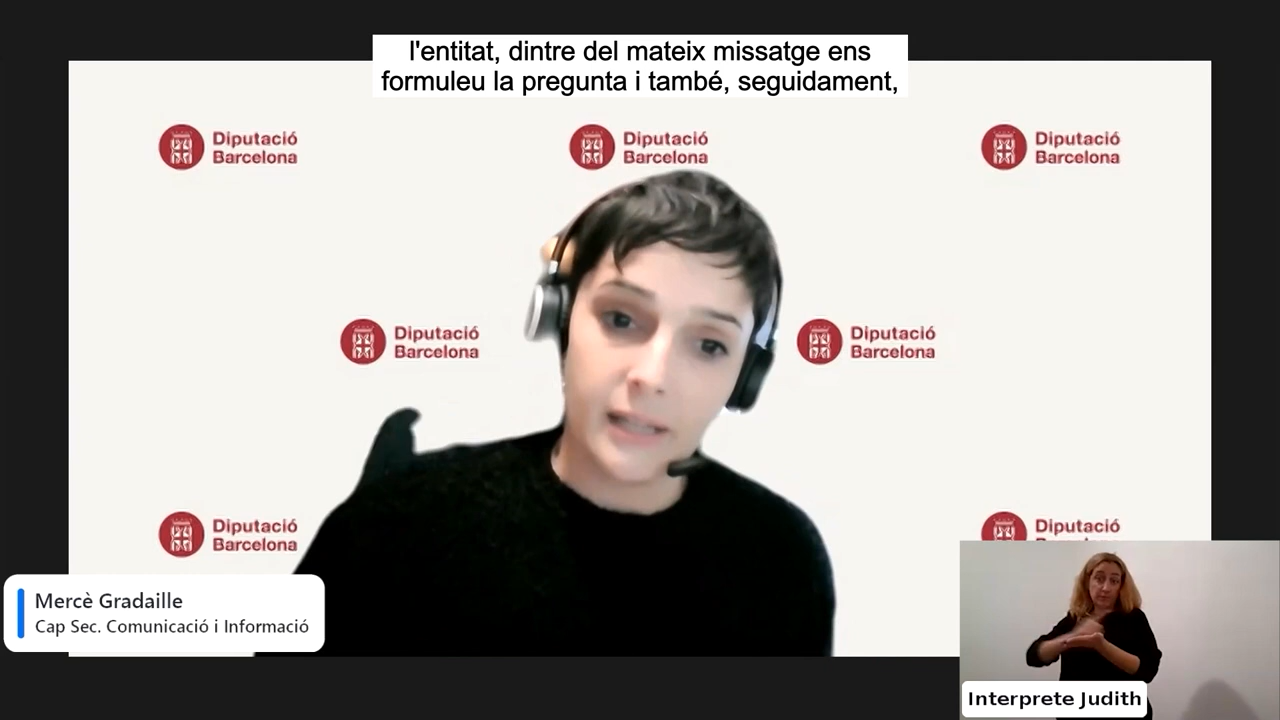 l'entitat, dintre del mateix missatge ens
formuleu la pregunta i també, seguidament,
Diputació
Barcelona
Diputació
Barcelona
Diputació
Barcelona
Diputació
Barcelona
Diputació
Barcelona
Diputació
Barcelona
Diputació
Mercè Gradaille
Cap Sec. Comunicació i Informació
Interprete Judith